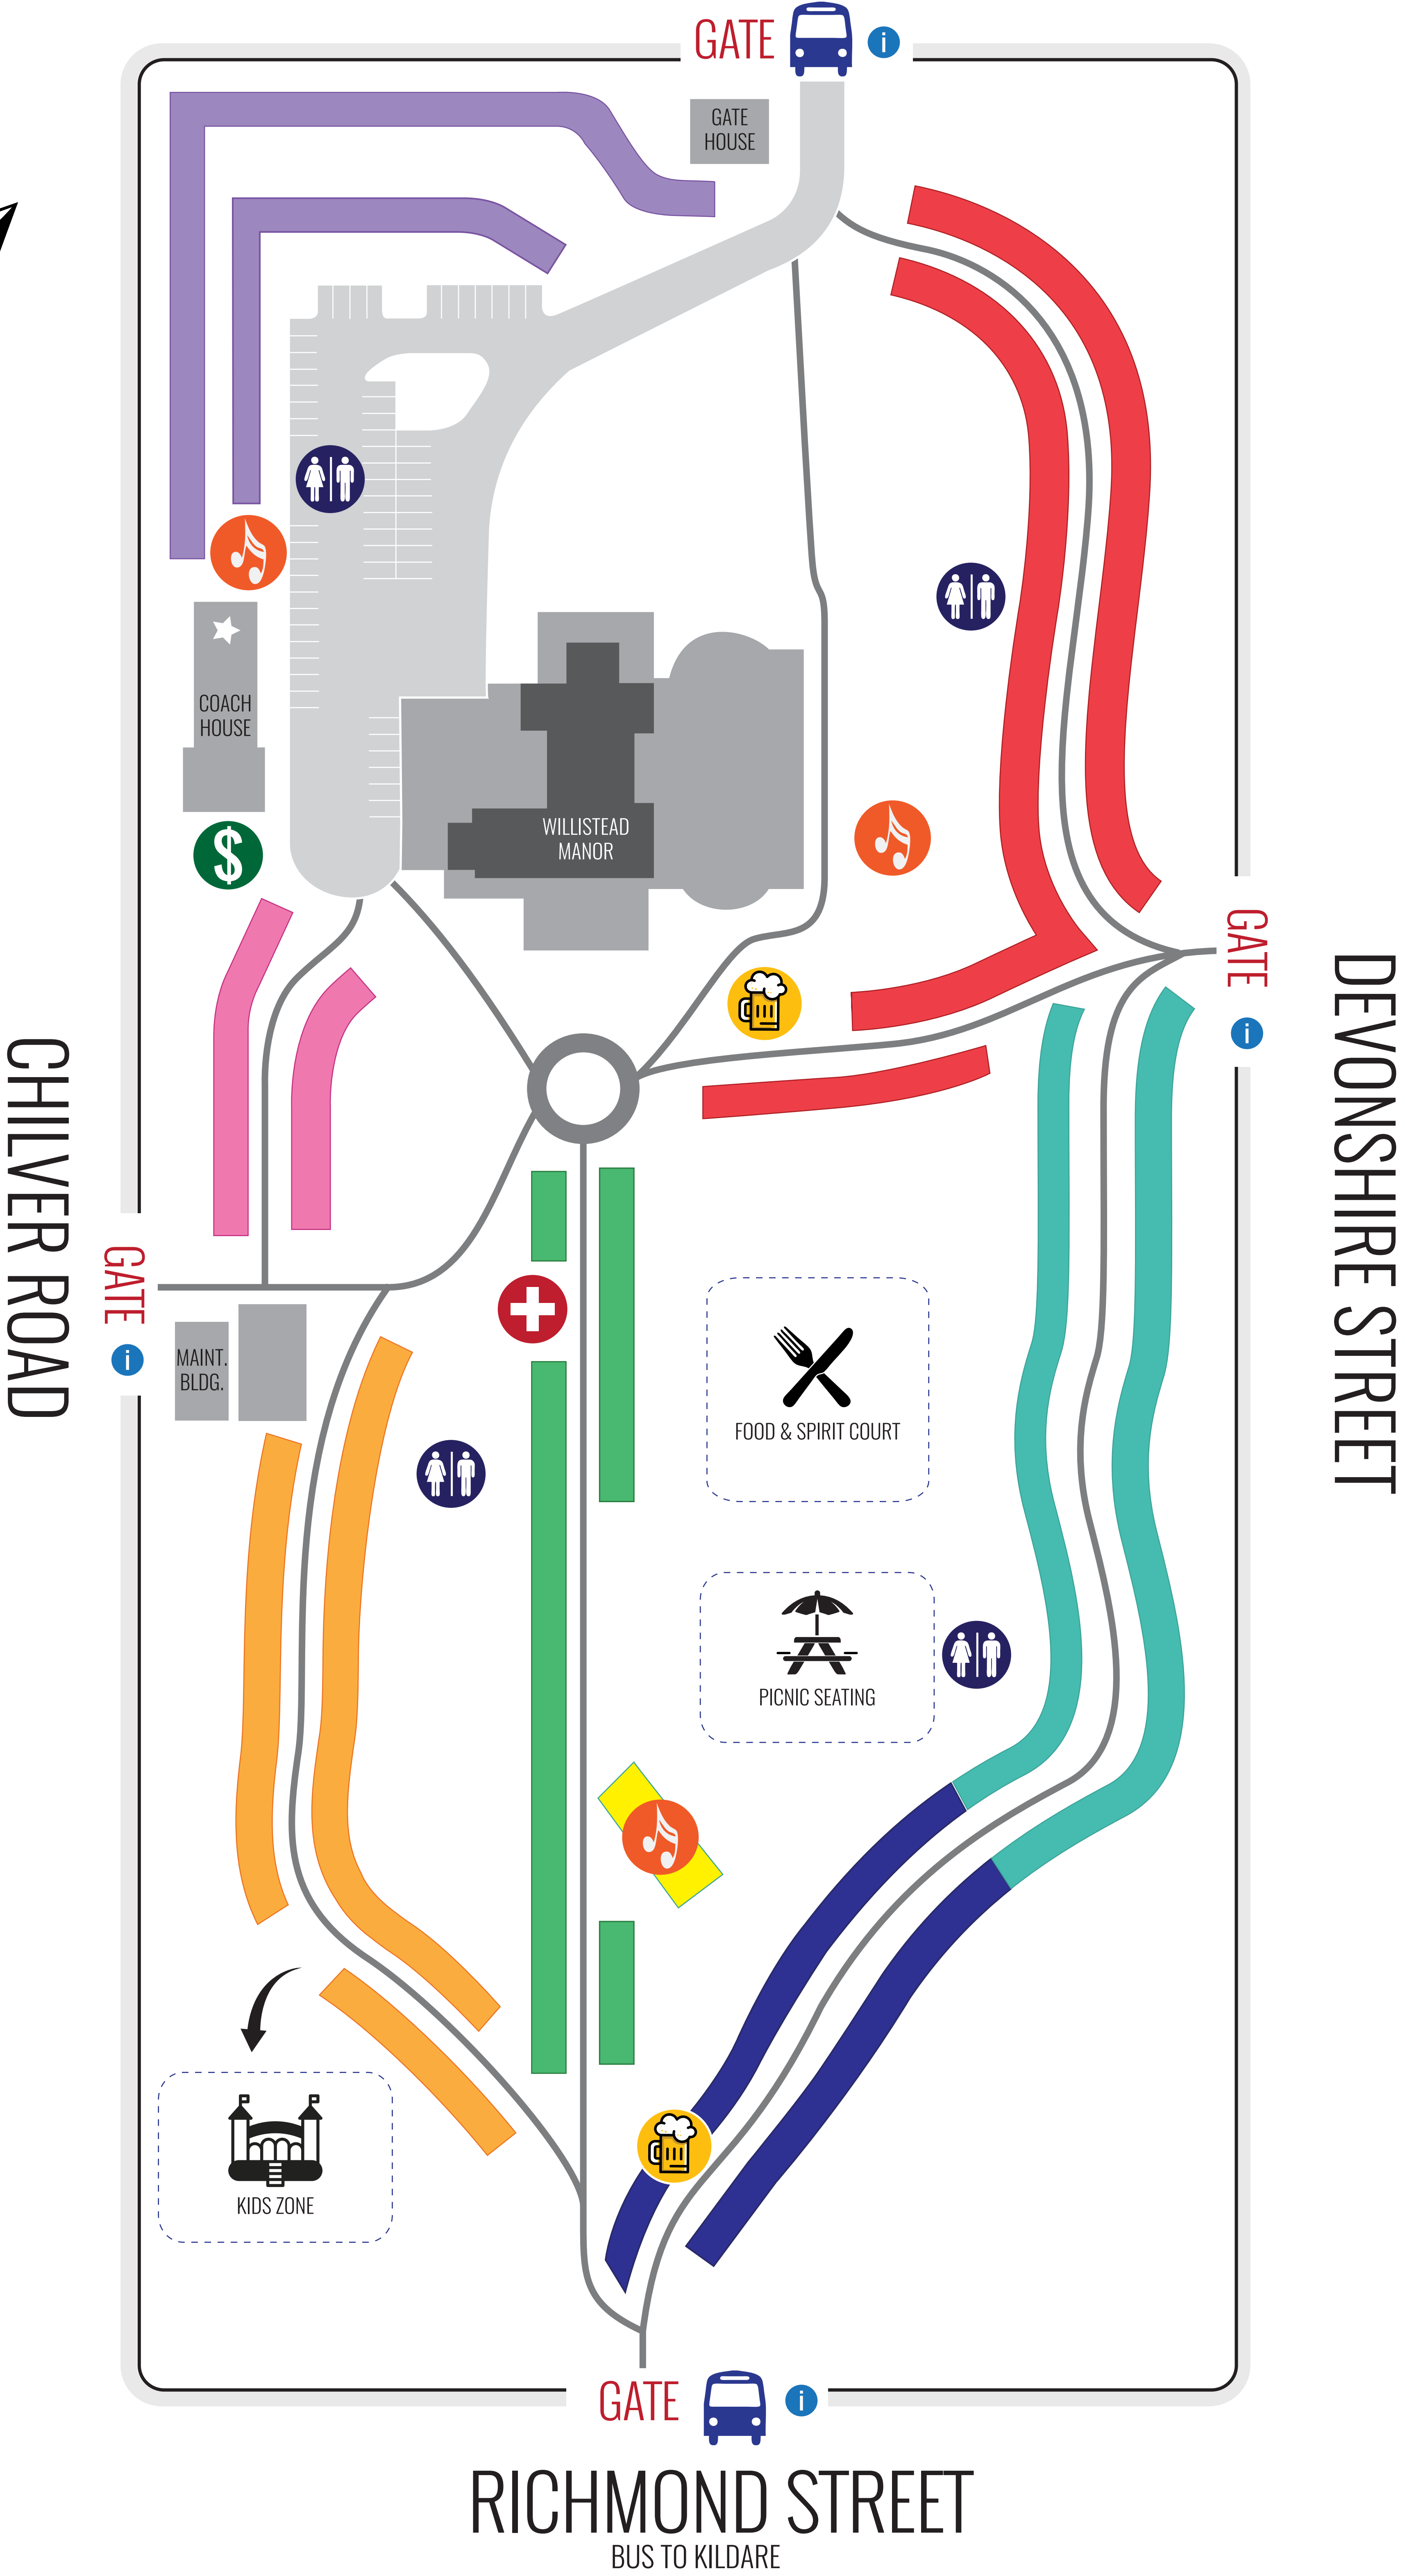 GATE
i
GATE
HOUSE
COACH
HOUSE
$
WILLISTEAD
MANOR
GATE
i
DEVONSHIRE STREET
CHILVER ROAD
GATE
i
MAINT.
BLDG.
FOOD & SPIRIT COURT
PICNIC SEATING
KIDS ZONE
GATE
i
RICHMOND STREET
BUS TO KILDARE